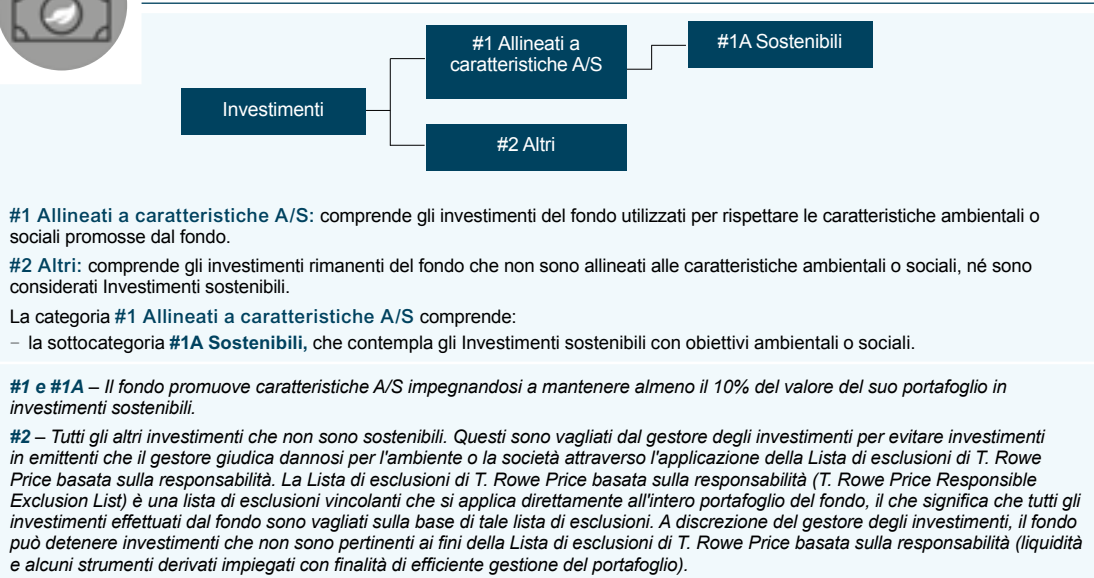 #1 Allineati a
caratteristiche A/S
#1A Sostenibili
Investimenti
#2 Altri
#1 Allineati a caratteristiche A/S: comprende gli investimenti del fondo utilizzati per rispettare le caratteristiche ambientali o
sociali promosse dal fondo.
#2 Altri: comprende gli investimenti rimanenti del fondo che non sono allineati alle caratteristiche ambientali o sociali, né sono
considerati Investimenti sostenibili.
La categoria #1 Allineati a caratteristiche A/S comprende:
– la sottocategoria #1A Sostenibili, che contempla gli Investimenti sostenibili con obiettivi ambientali o sociali.
#1 e #1A – Il fondo promuove caratteristiche A/S impegnandosi a mantenere almeno il 10% del valore del suo portafoglio in
investimenti sostenibili.
#2 – Tutti gli altri investimenti che non sono sostenibili. Questi sono vagliati dal gestore degli investimenti per evitare investimenti
in emittenti che il gestore giudica dannosi per l'ambiente o la società attraverso l'applicazione della Lista di esclusioni di T. Rowe
Price basata sulla responsabilità. La Lista di esclusioni di T. Rowe Price basata sulla responsabilità (T. Rowe Price Responsible
Exclusion List) è una lista di esclusioni vincolanti che si applica direttamente all'intero portafoglio del fondo, il che significa che tutti gli
investimenti effettuati dal fondo sono vagliati sulla base di tale lista di esclusioni. A discrezione del gestore degli investimenti, il fondo
può detenere investimenti che non sono pertinenti ai fini della Lista di esclusioni di T. Rowe Price basata sulla responsabilità (liquidità
e alcuni strumenti derivati impiegati con finalità di efficiente gestione del portafoglio).